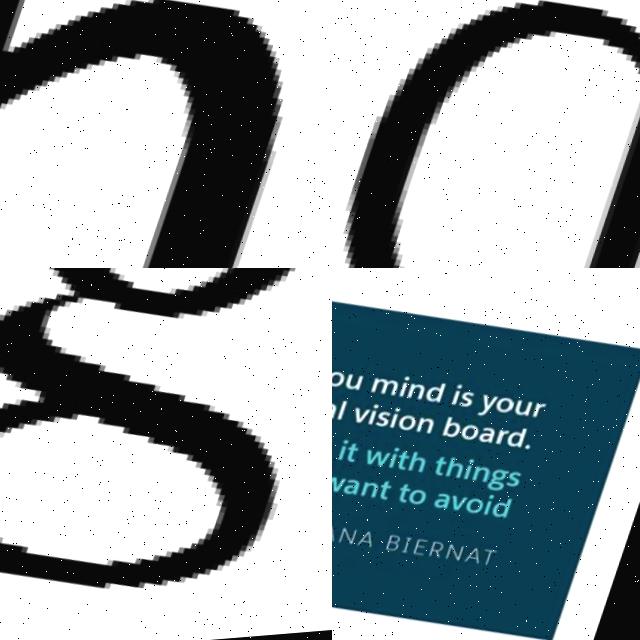 ou mind is your
l vision board.
it with things
want to avoid
ANA BIERNAT